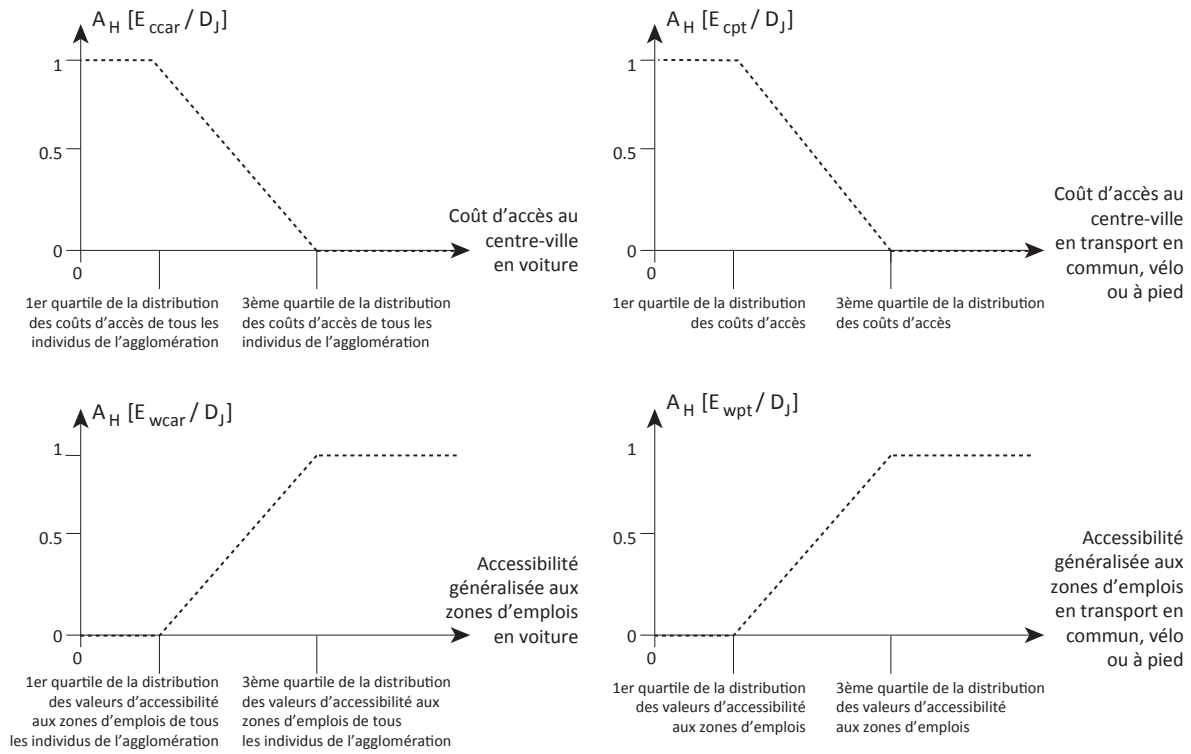 A H [E ccar / D J]
1
0.5
0
0
Coût d'accès au
centre-ville
en voiture
1er quartile de la distribution
des coûts d'accès de tous les
individus de l'agglomération
3ème quartile de la distribution
des coûts d'accès de tous les
individus de l'agglomération
A H [E cpt / D J]
1
0.5
0
0
Coût d'accès au
centre-ville
en transport en
commun, vélo
ou à pied
1er quartile de la distribution
des coûts d'accès
3ème quartile de la distribution
des coûts d'accès
A H [E wcar / D J]
1
0.5
0
0
Accessibilité
généralisée aux
zones d'emplois
en voiture
1er quartile de la distribution
des valeurs d'accessibilité
aux zones d'emplois de tous
les individus de l'agglomération
3ème quartile de la distribution
des valeurs d'accessibilité aux
zones d'emplois de tous
les individus de l'agglomération
A H [E wpt / D J]
1
0.5
0
0
Accessibilité
généralisée aux
zones d'emplois
en transport en
commun, vélo
ou à pied
1er quartile de la distribution
des valeurs d'accessibilité
aux zones d'emplois
3ème quartile de la distribution
des valeurs d'accessibilité
aux zones d'emplois